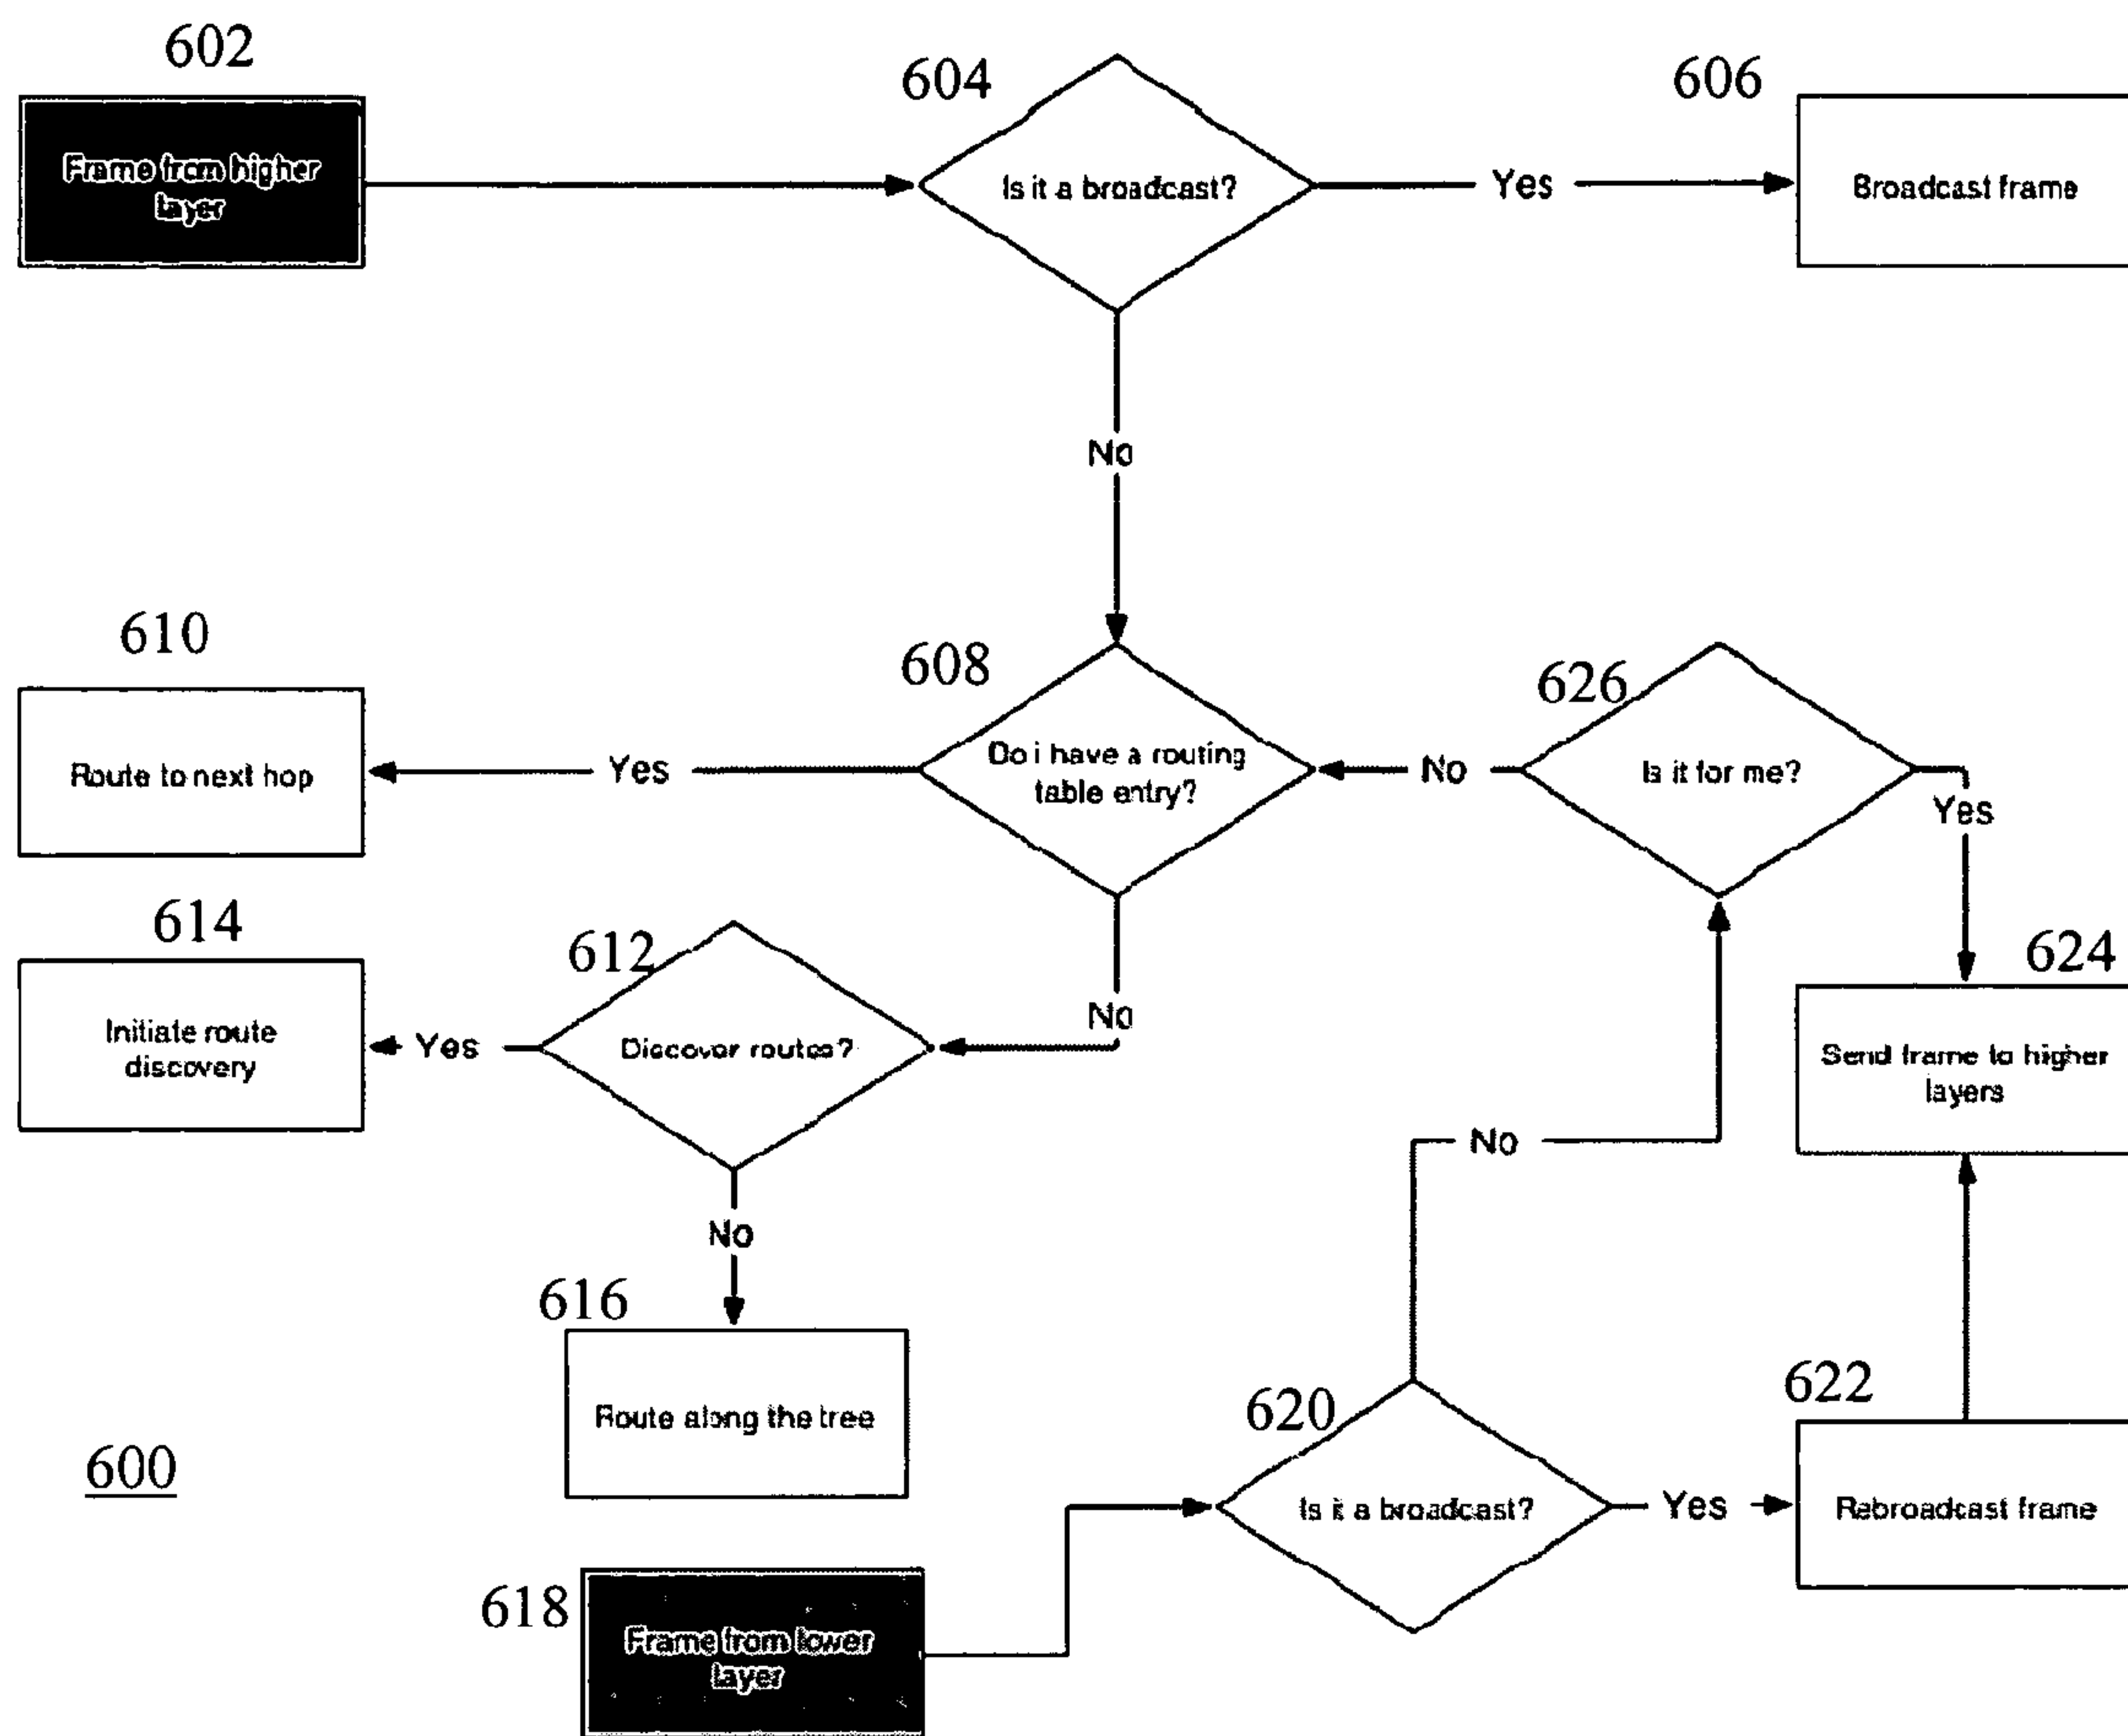 602
Frame from higher
layer
604
Is it a broadcast?
Yes
606
Broadcast frame
No
610
Route to next hop
Yes
608
Do i have a routing
table entry?
No
626
Is it for me?
Yes
614
Initiate route
discovery
Yes
612
Discover routes?
No
624
Send frame to higher
layers
No
No
616
Route along the tree
600
620
Is it a broadcast?
Yes
622
Rebroadcast frame
618
Frame from lower
layer